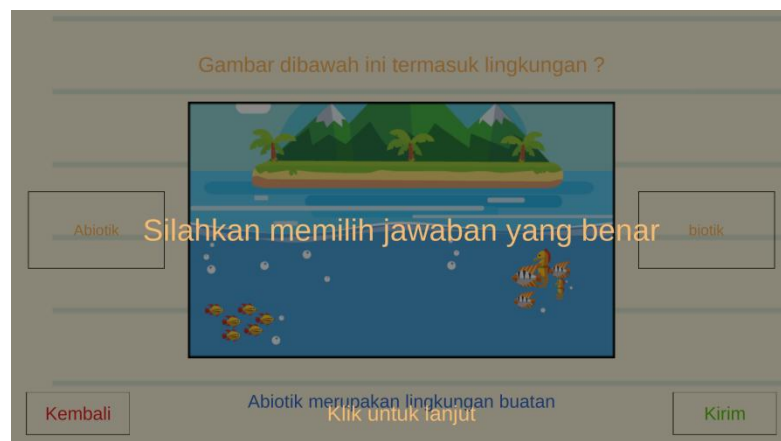 Gambar dibawah ini termasuk lingkungan ?
Abiotik
Silahkan memilih jawaban yang benar
biotik
Abiotik merupakan lingkungan buatan
Klik untuk lanjut
Kembali
Kirim